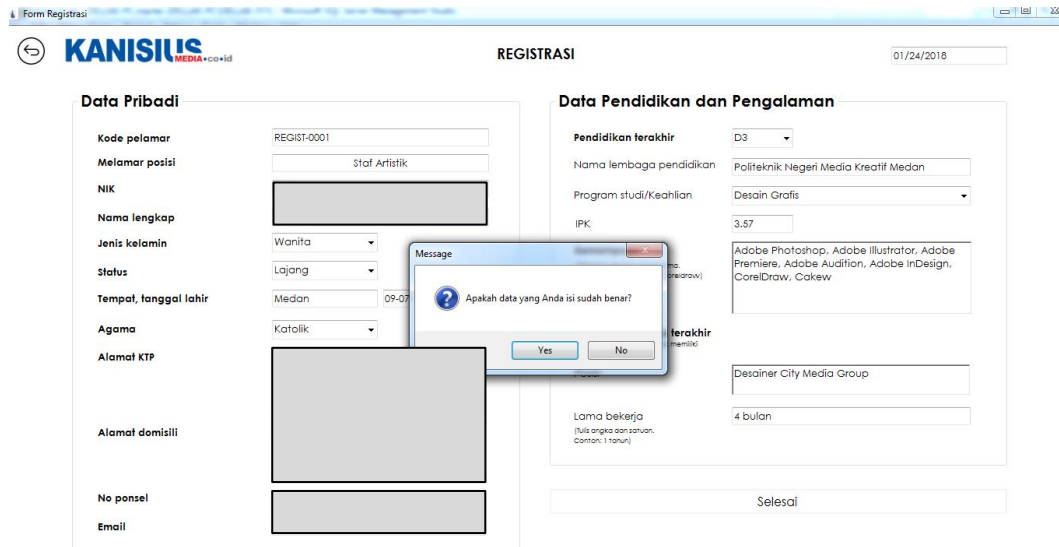 Form Registrasi
KANISIUS
MEDIA.co.id
REGISTRASI
01/24/2018
Data Pribadi
Kode pelamar
REGIST-0001
Melamar posisi
Staf Artistik
NIK
Nama lengkap
Jenis kelamin
Wanita
Status
Lajang
Tempat, tanggal lahir
Medan
09-07
Agama
Katolik
Alamat KTP
Alamat domisili
No ponsel
Email
Data Pendidikan dan Pengalaman
Pendidikan terakhir
D3
Nama lembaga pendidikan
Politeknik Negeri Media Kreatif Medan
Program studi/Keahlian
Desain Grafis
IPK
3.57
Adobe Photoshop, Adobe Illustrator, Adobe
Premiere, Adobe Audition, Adobe InDesign,
CorelDraw, Cakew
terakhir
memiliki
Desainer City Media Group
Lama bekerja
4 bulan
(Tulis angka dan satuan.
Contoh: 1 tahun)
Selesai
Message
Apakah data yang Anda isi sudah benar?
Yes
No